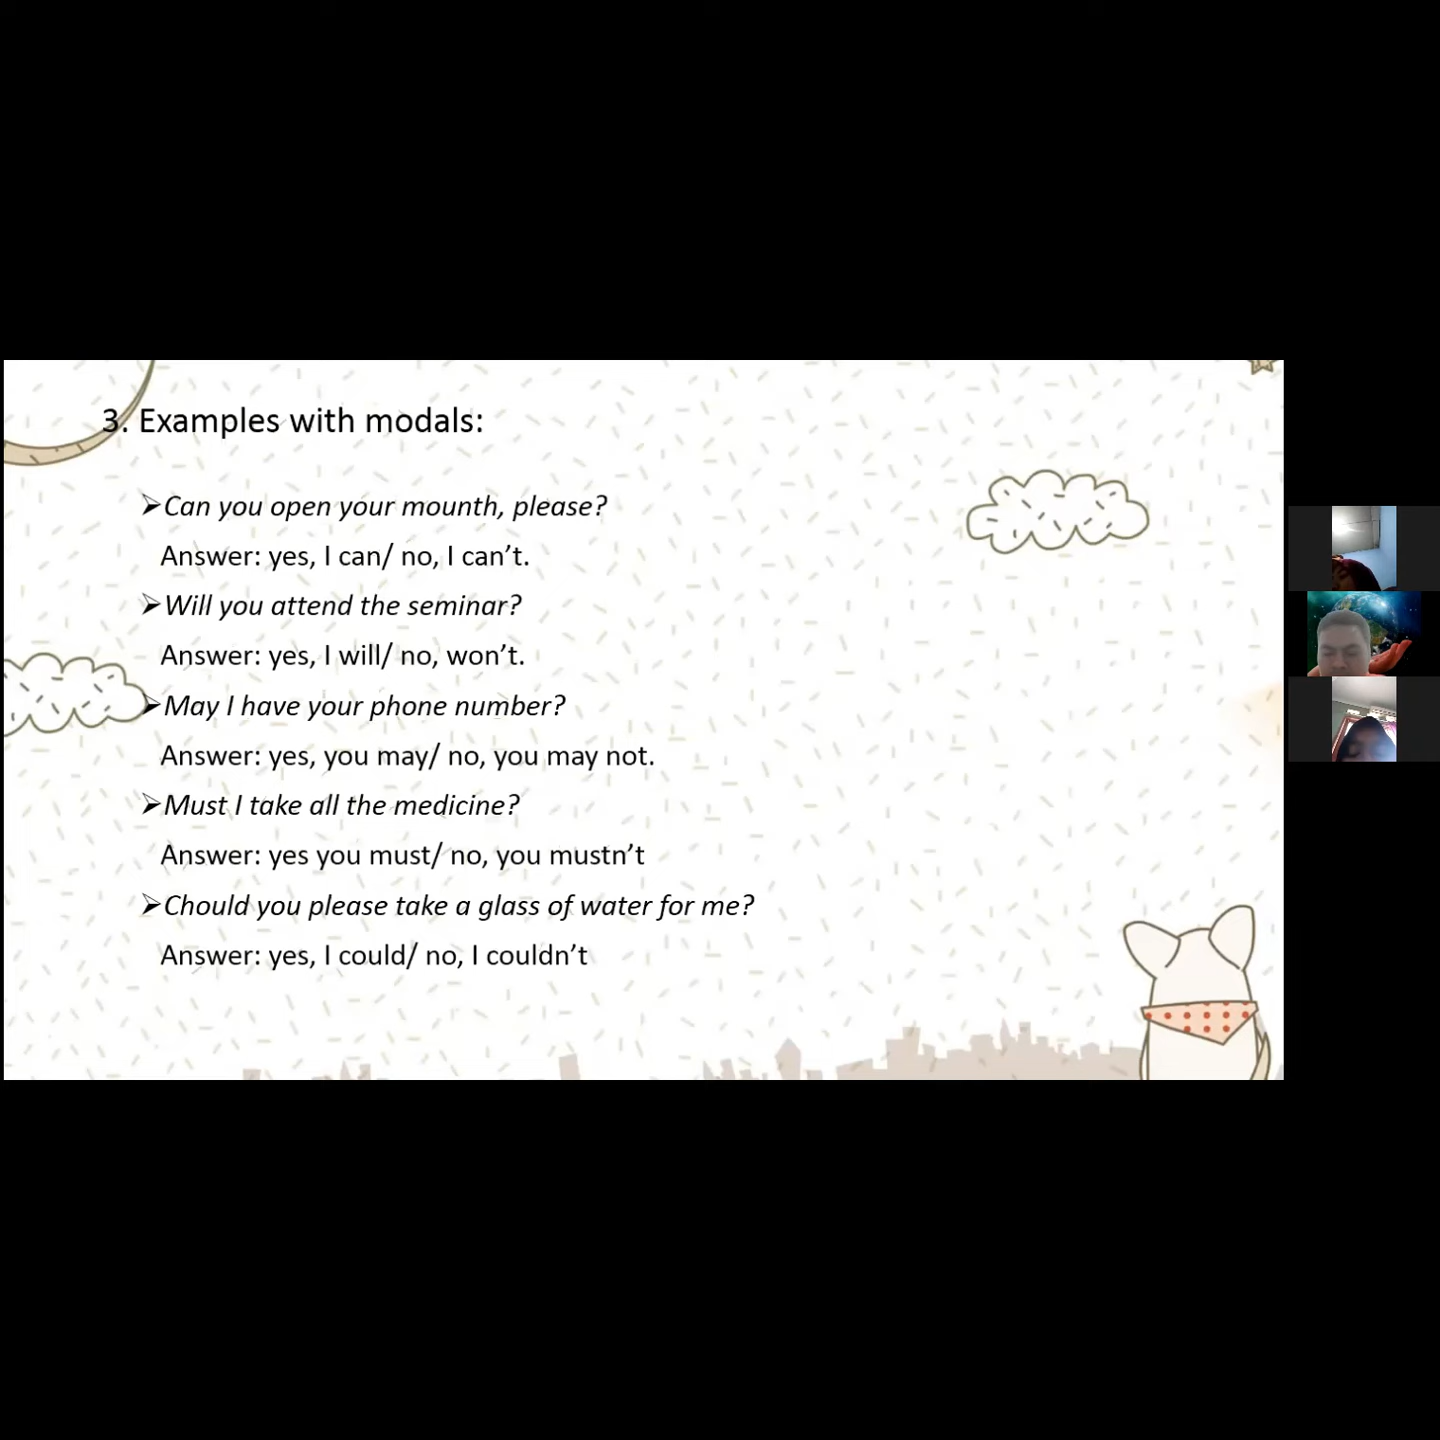 3. Examples with modals:
➢Can you open your mounth, please?
Answer: yes, I can/ no, I can’t.
➢Will you attend the seminar?
Answer: yes, I will/ no, won’t.
➢May I have your phone number?
Answer: yes, you may/ no, you may not.
➢Must I take all the medicine?
Answer: yes you must/ no, you mustn’t
➢Chould you please take a glass of water for me?
Answer: yes, I could/ no, I couldn’t